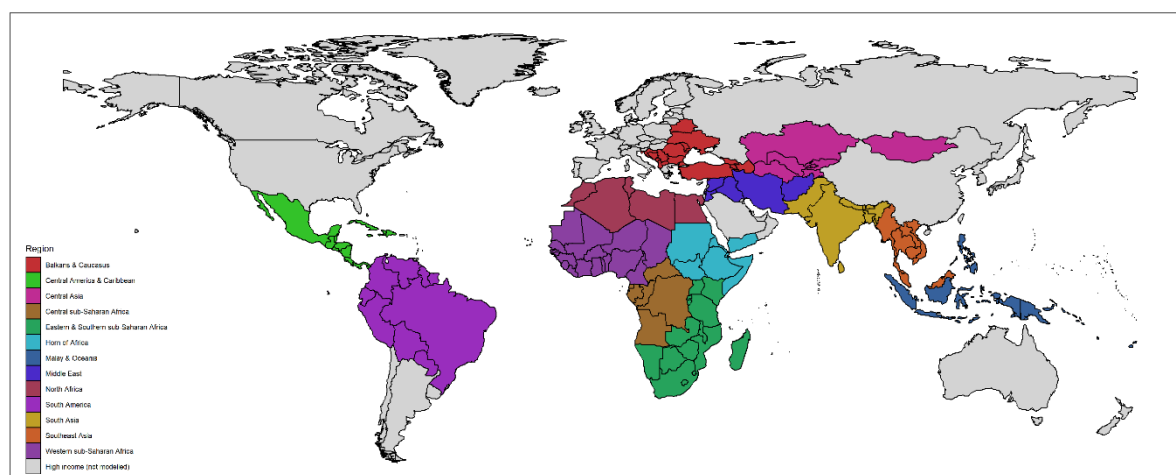 Region
Balkans & Caucasus
Central America & Caribbean
Central Asia
Central sub-Saharan Africa
Eastern & Southern sub Saharan Africa
Horn of Africa
Malay & Oceania
Middle East
North Africa
South America
South Asia
Southeast Asia
Western sub-Saharan Africa
High income (not modelled)